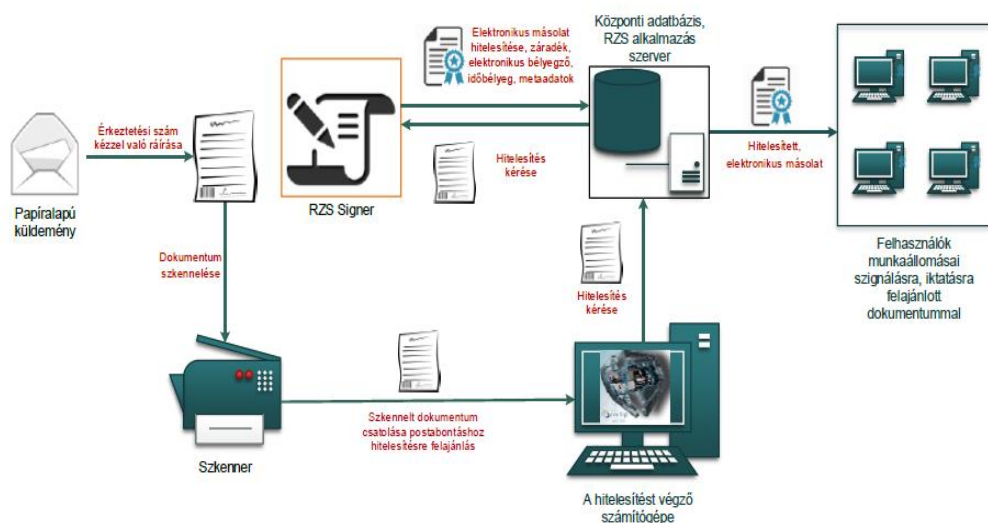 Elektronikus másolat
hitelesítése, záradék,
elektronikus bélyegző,
időbélyeg, metaadatok
Központi adatbázis,
RZS alkalmazás
szerver
Érkeztetési szám
kézzel való ráírása
Papíralapú
küldemény
RZS Signer
Hitelesítés
kérése
Hitelesített,
elektronikus másolat
Dokumentum
szkennelése
Hitelesítés
kérése
Felhasználók
munkaállomásai
szignálásra, iktatásra
felajánlott
dokumentummal
Szkennelt dokumentum
csatolása postabontáshoz
hitelesítésre felajánlás
Szkenner
A hitelesítést végző
számítógépe